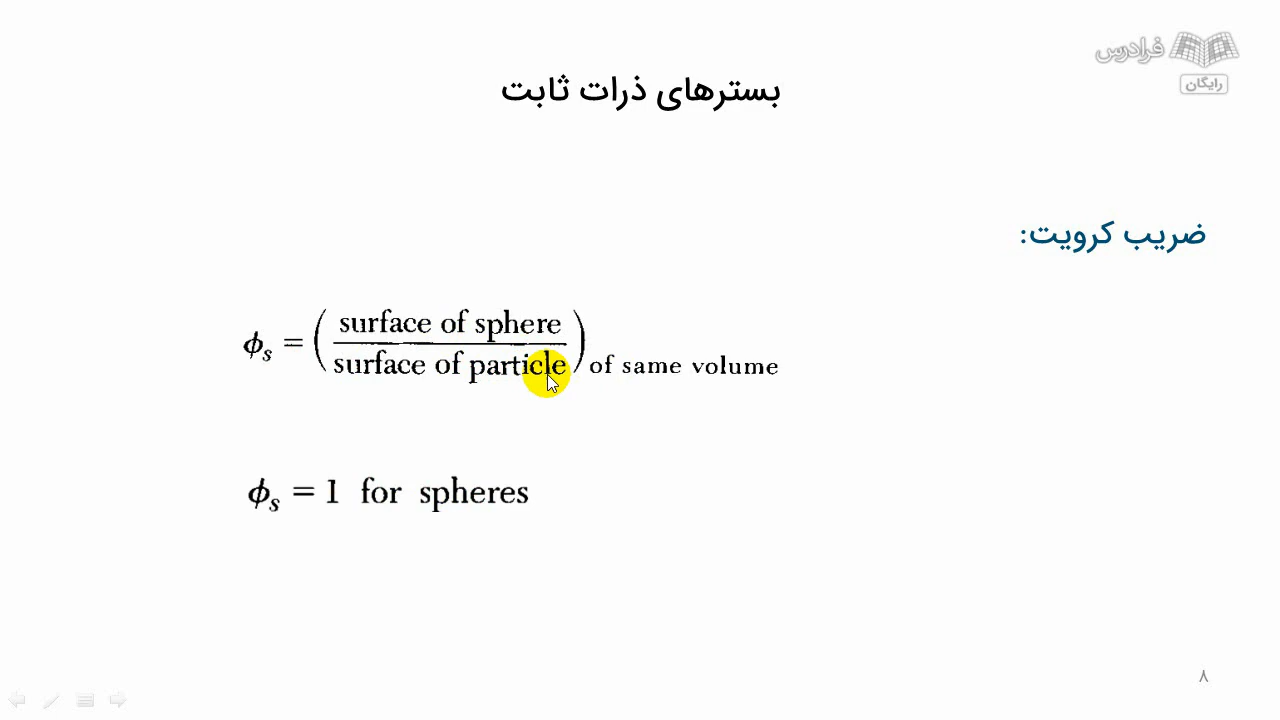 فرادرس
رایگان
بسترهای ذرات ثابت
ضریب کرویت:
ϕs = ( surface of sphere / surface of particle ) of same volume
ϕs = 1 for spheres
۸